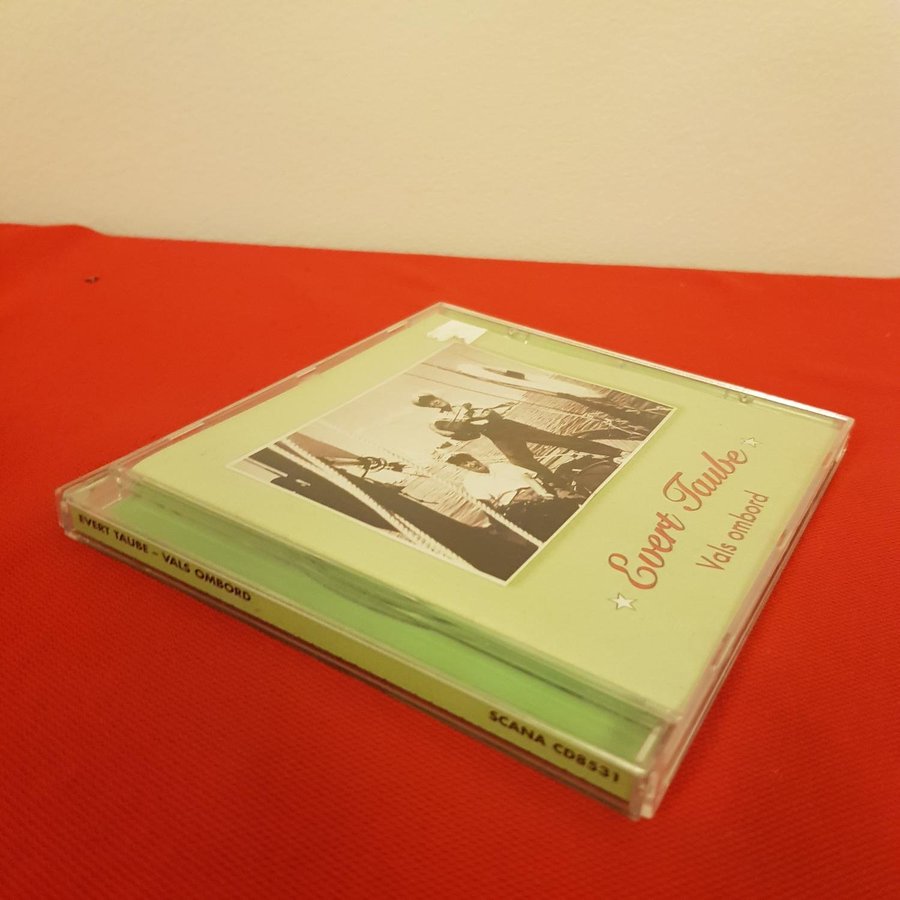 Evert Taube
Vals ombord
EVERT TAUBE - VALS OMBORD
SCANA CD8531